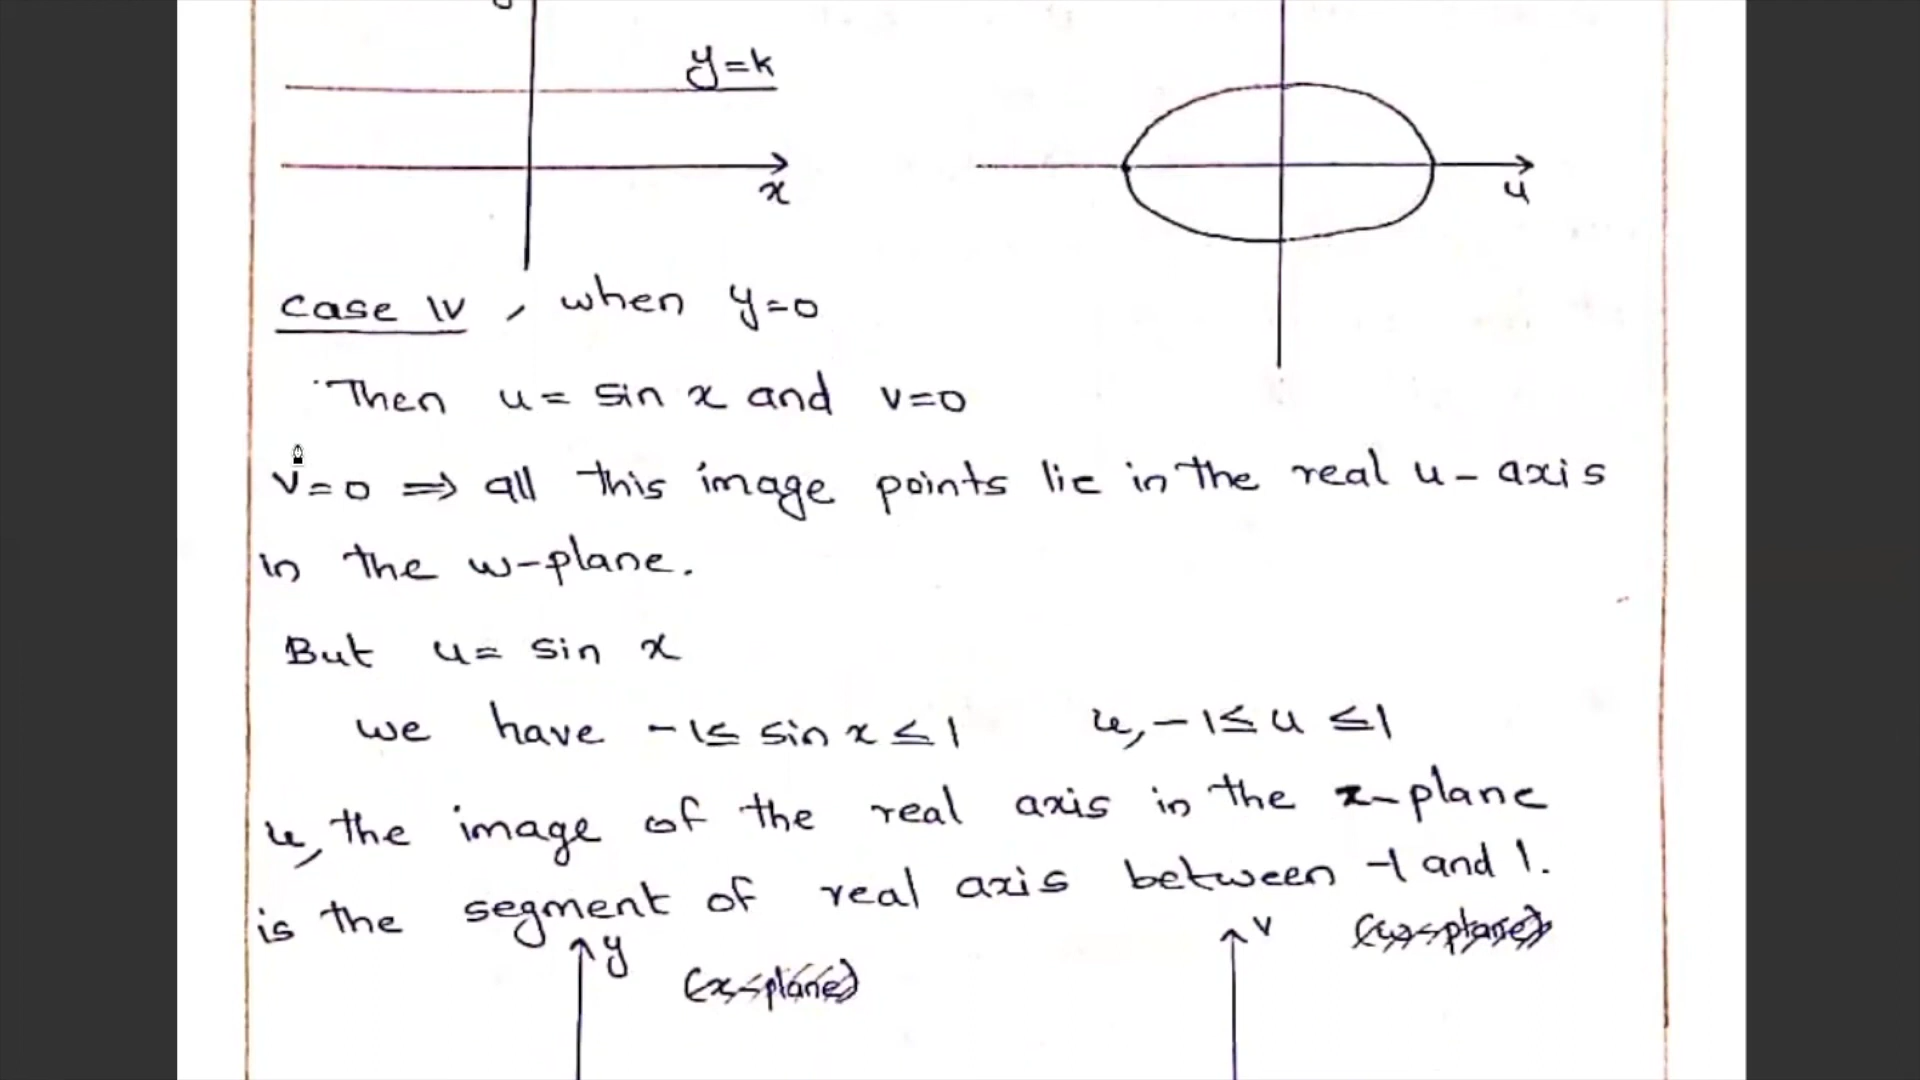 y=k
x
u
Case IV, when y=0
Then u= sin x and v=0
v=0 ⇒ all this image points lie in the real u-axis
in the w-plane.
But u= sin x
we have -1≤ sin x ≤1 ie, -1≤ u ≤1
ie, the image of the real axis in the z-plane
is the segment of real axis between -1 and 1.
y
v